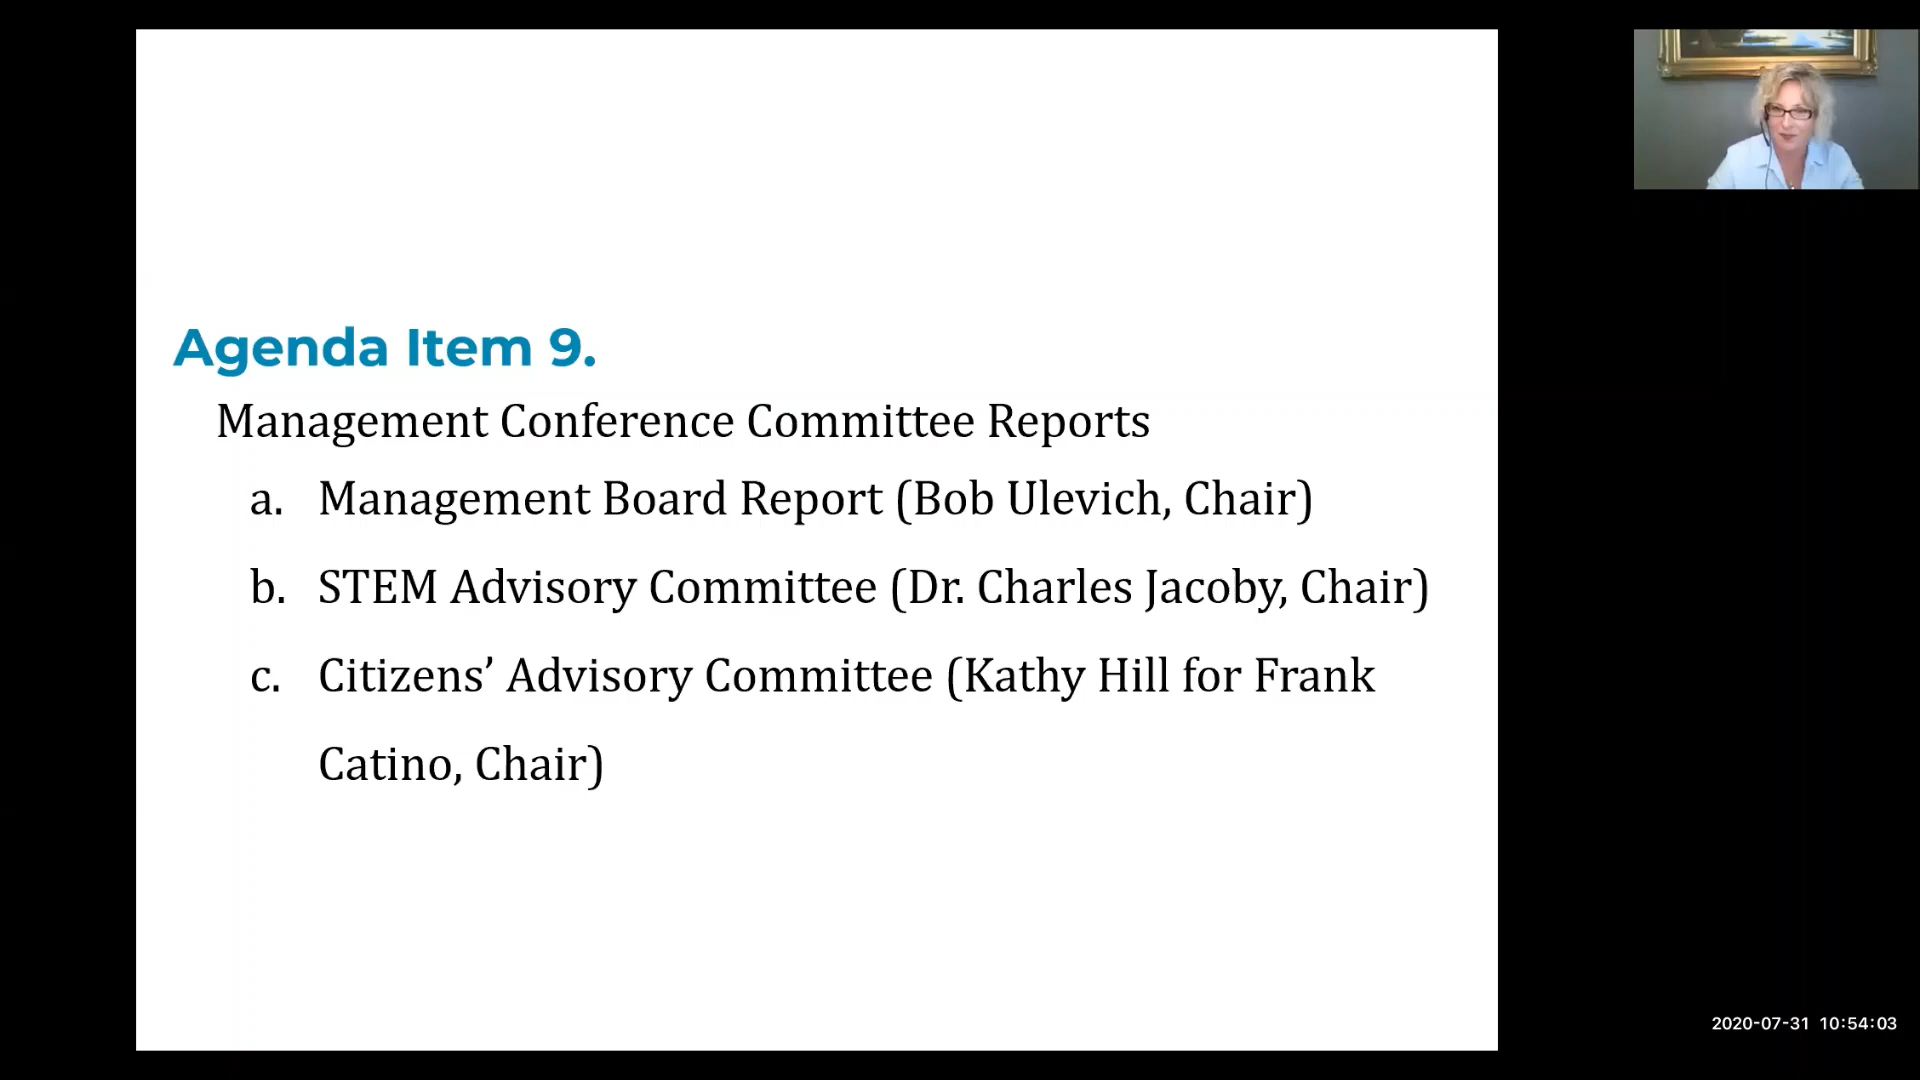 Agenda Item 9.
Management Conference Committee Reports
a. Management Board Report (Bob Ulevich, Chair)
b. STEM Advisory Committee (Dr. Charles Jacoby, Chair)
c. Citizens’ Advisory Committee (Kathy Hill for Frank
Catino, Chair)
2020-07-31 10:54:03